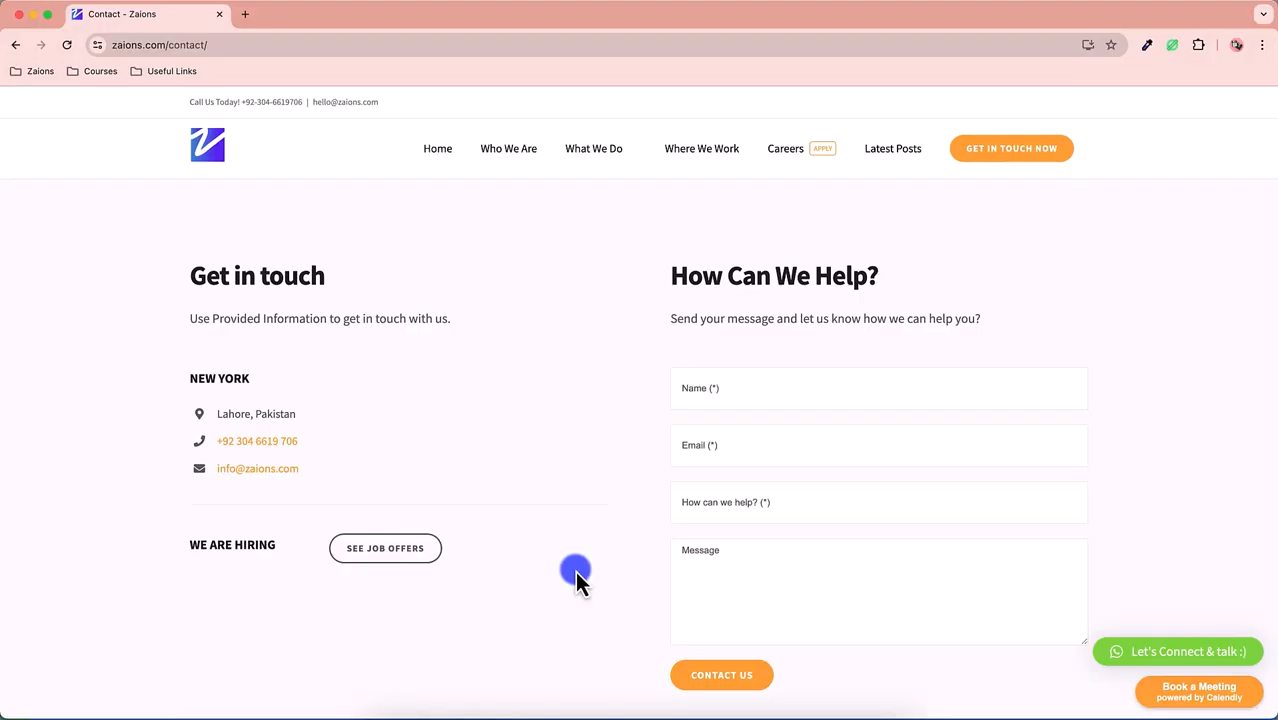 Contact - Zaions
zaions.com/contact/
Zaions Courses Useful Links
Call Us Today! +92-304-6619706 | hello@zaions.com
Home Who We Are What We Do Where We Work Careers APPLY Latest Posts GET IN TOUCH NOW
Get in touch
Use Provided Information to get in touch with us.
NEW YORK
Lahore, Pakistan
+92 304 6619 706
info@zaions.com
WE ARE HIRING SEE JOB OFFERS
How Can We Help?
Send your message and let us know how we can help you?
Name (*)
Email (*)
How can we help? (*)
Message
CONTACT US
Let's Connect & talk :)
Book a Meeting
powered by Calendly